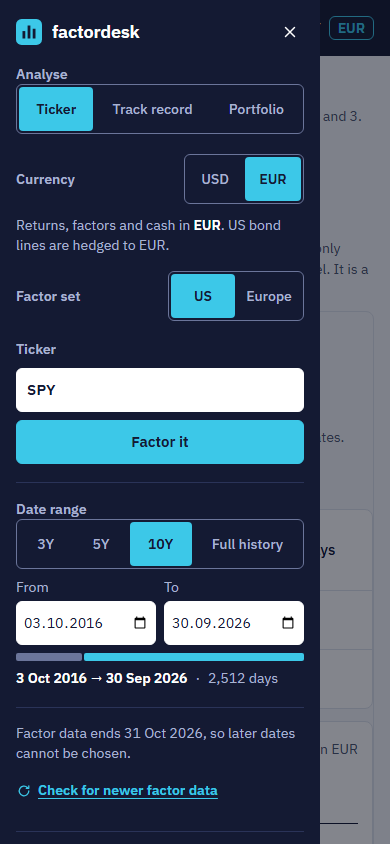 factordesk
EUR
Analyse
Ticker Track record Portfolio
and 3.
Currency USD EUR
Returns, factors and cash in EUR. US bond
lines are hedged to EUR.
only
el. It is a
Factor set US Europe
Ticker
SPY
Factor it
ates.
Date range
3Y 5Y 10Y Full history
ys
From To
03.10.2016 30.09.2026
3 Oct 2016 → 30 Sep 2026 · 2,512 days
Factor data ends 31 Oct 2026, so later dates
cannot be chosen.
n EUR
Check for newer factor data